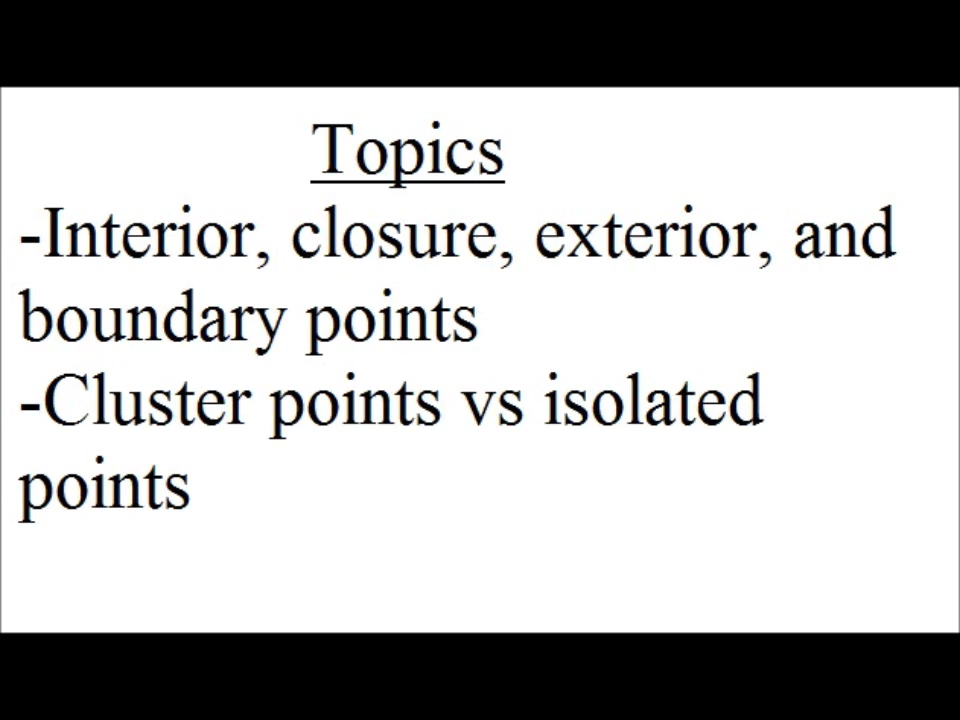 Topics
-Interior, closure, exterior, and
boundary points
-Cluster points vs isolated
points